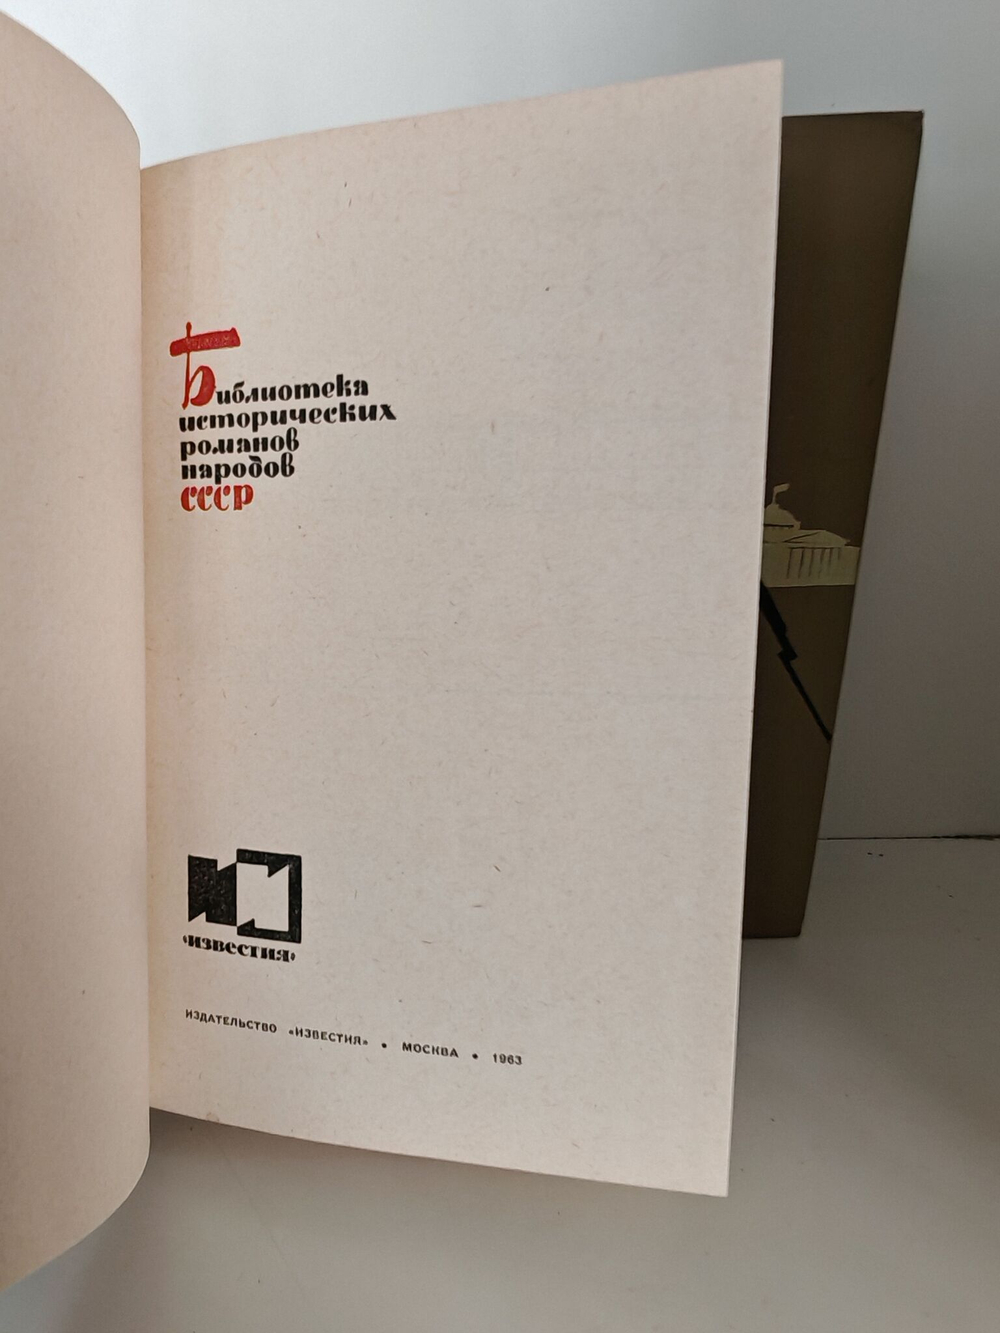 Библиотека
исторических
романов
народов
СССР
«ИЗВЕСТИЯ»
ИЗДАТЕЛЬСТВО «ИЗВЕСТИЯ» • МОСКВА • 1963